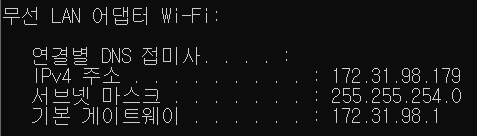 무선 LAN 어댑터 Wi-Fi:
연결별 DNS 접미사. . . . :
IPv4 주소 . . . . . . . . . : 172.31.98.179
서브넷 마스크 . . . . . . . : 255.255.254.0
기본 게이트웨이 . . . . . . : 172.31.98.1